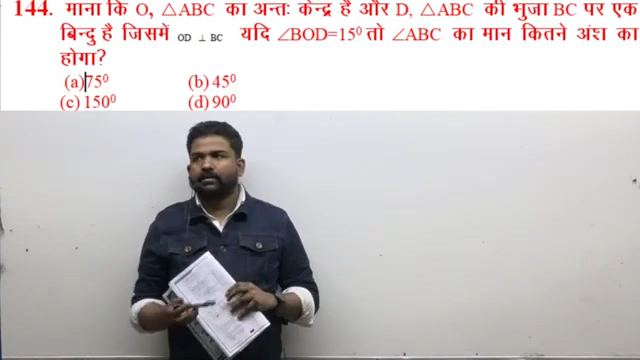 144. माना कि O, △ABC का अन्तः केन्द्र है और D, △ABC की भुजा BC पर एक
बिन्दु है जिसमें OD ⊥ BC यदि ∠BOD=15⁰ तो ∠ABC का मान कितने अंश का
होगा?
(a) 75⁰ (b) 45⁰
(c) 150⁰ (d) 90⁰